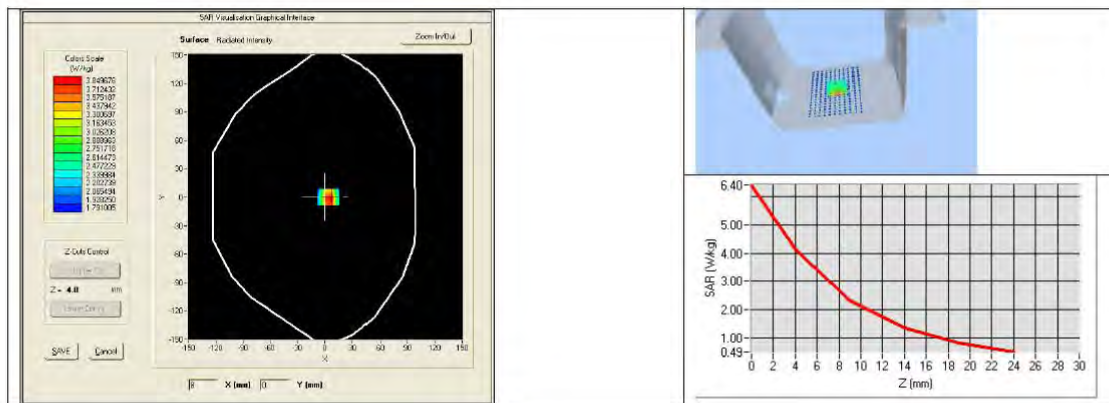 SAR Visualisation Graphical Interface
Surface Radiated Intensity
Zoom In/Out
Colors Scale
(W/kg)
3.849676
3.712432
3.575187
3.437942
3.300697
3.163453
3.026208
2.888963
2.751718
2.614473
2.477229
2.339984
2.202739
2.065494
1.928250
1.791005
Z-Cuts Control
Z = 4.0 mm
SAVE
Cancel
150
120
90
60
30
0
-30
-60
-90
-120
-150
Y
-150 -120 -90 -60 -30 0 30 60 90 120 150
X
8 X (mm) 0 Y (mm)
6.40
5.00
4.00
3.00
2.00
1.00
0.49
SAR (W/kg)
0 2 4 6 8 10 12 14 16 18 20 22 24 26 28 30
Z (mm)